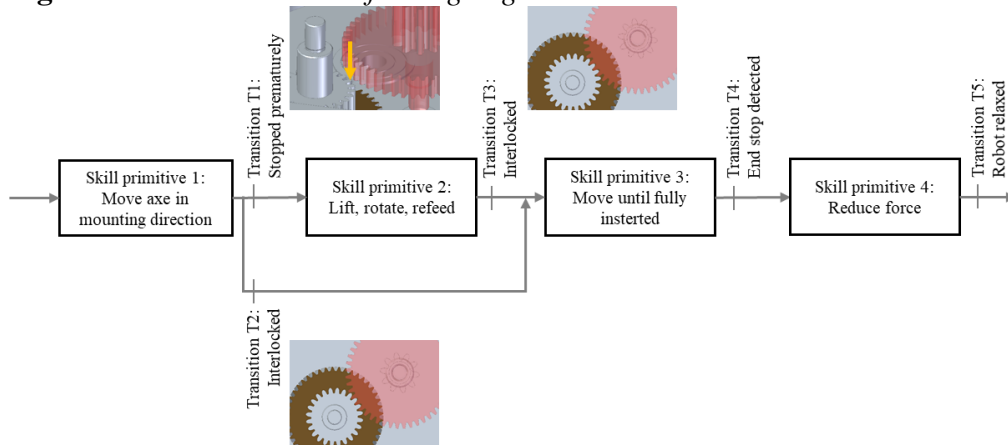 Transition T1:
Stopped prematurely
Transition T3:
Interlocked
Transition T4:
End stop detected
Transition T5:
Robot relaxed
Skill primitive 1:
Move axe in
mounting direction
Skill primitive 2:
Lift, rotate, refeed
Skill primitive 3:
Move until fully
insterted
Skill primitive 4:
Reduce force
Transition T2:
Interlocked